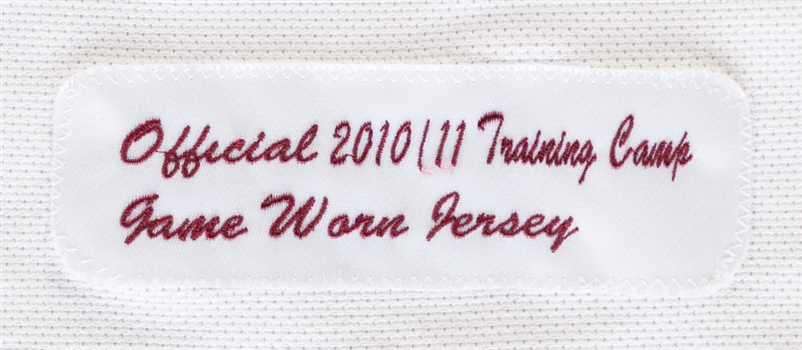 Official 2010/11 Training Camp
Game Worn Jersey